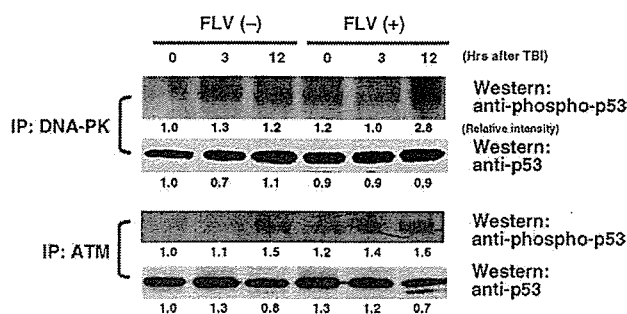 FLV (–) FLV (+)
0 3 12 0 3 12 (Hrs after TBI)
Western:
anti-phospho-p53
1.0 1.3 1.2 1.2 1.0 2.8 (Relative intensity)
IP: DNA-PK
Western:
anti-p53
1.0 0.7 1.1 0.9 0.9 0.9
Western:
anti-phospho-p53
1.0 1.1 1.5 1.2 1.4 1.6
IP: ATM
Western:
anti-p53
1.0 1.3 0.8 1.3 1.2 0.7